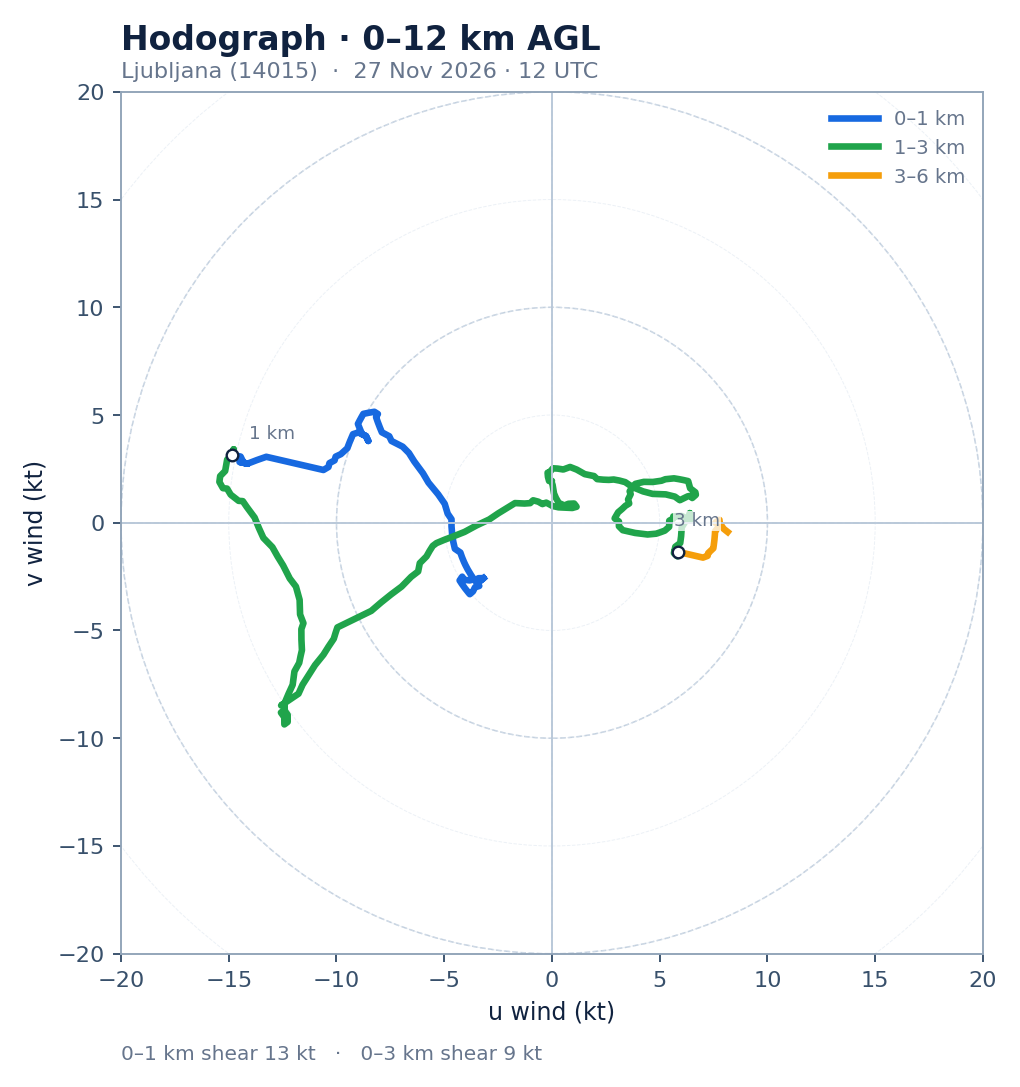 Hodograph · 0–12 km AGL
Ljubljana (14015) · 27 Nov 2026 · 12 UTC
0–1 km
1–3 km
3–6 km
20
15
10
5
0
−5
−10
−15
−20
v wind (kt)
1 km
3 km
−20 −15 −10 −5 0 5 10 15 20
u wind (kt)
0–1 km shear 13 kt · 0–3 km shear 9 kt